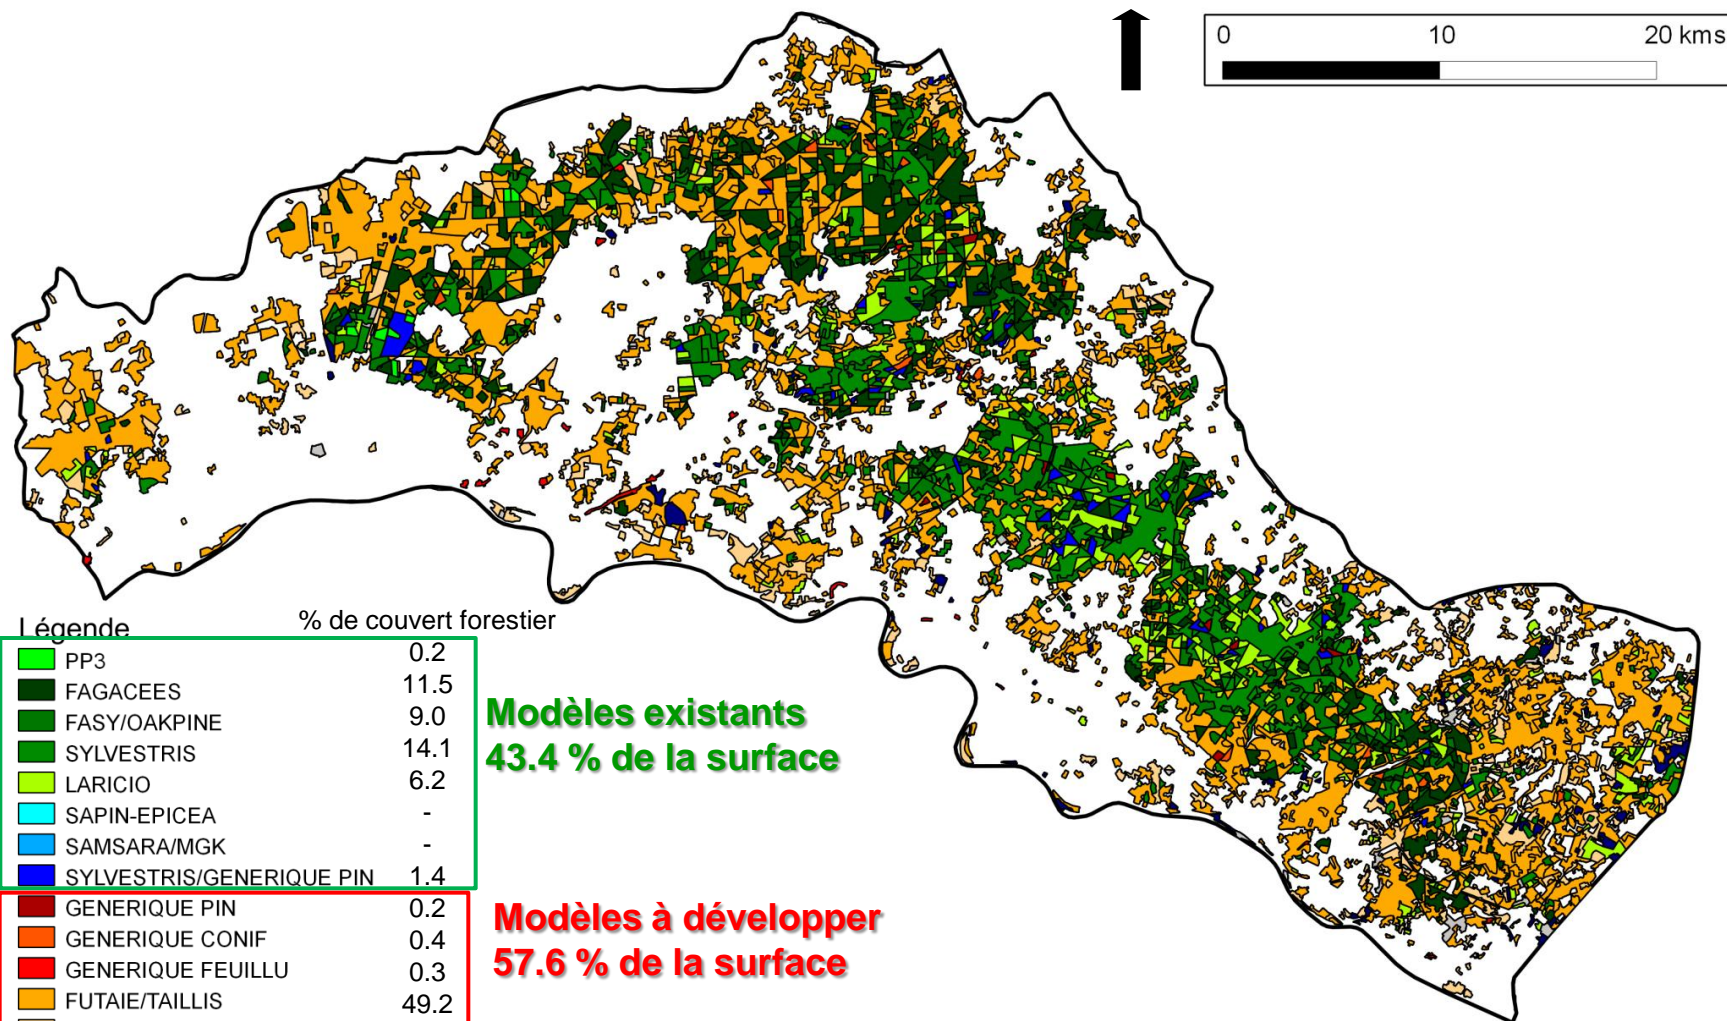 0 10 20 kms
Légende % de couvert forestier
PP3 0.2
FAGACEES 11.5
FASY/OAKPINE 9.0
SYLVESTRIS 14.1
LARICIO 6.2
SAPIN-EPICEA -
SAMSARA/MGK -
SYLVESTRIS/GENERIQUE PIN 1.4
Modèles existants
43.4 % de la surface
GENERIQUE PIN 0.2
GENERIQUE CONIF 0.4
GENERIQUE FEUILLU 0.3
FUTAIE/TAILLIS 49.2
Modèles à développer
57.6 % de la surface